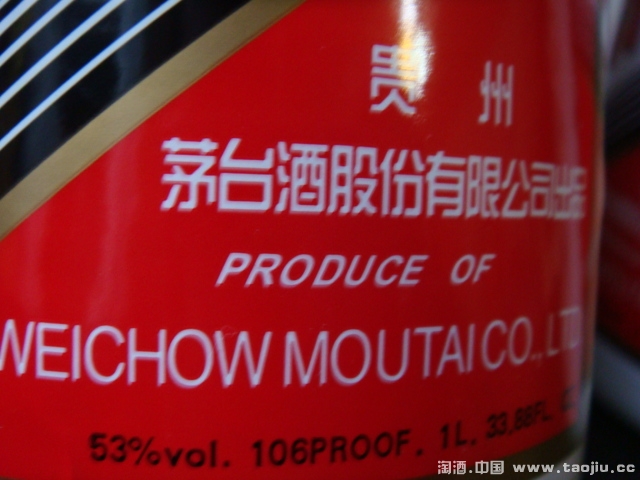 贵 州
茅台酒股份有限公司出品
PRODUCE OF
WEICHOW MOUTAI CO., LTD
53%vol. 106PROOF. 1L. 33,88FL.
淘酒.中国 www.taojiu.cc